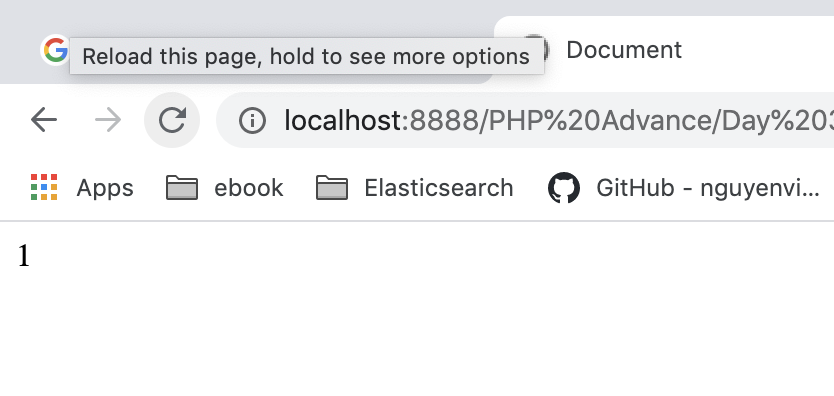 Reload this page, hold to see more options
Document
localhost:8888/PHP%20Advance/Day%203
Apps
ebook
Elasticsearch
GitHub - nguyenvi...
1